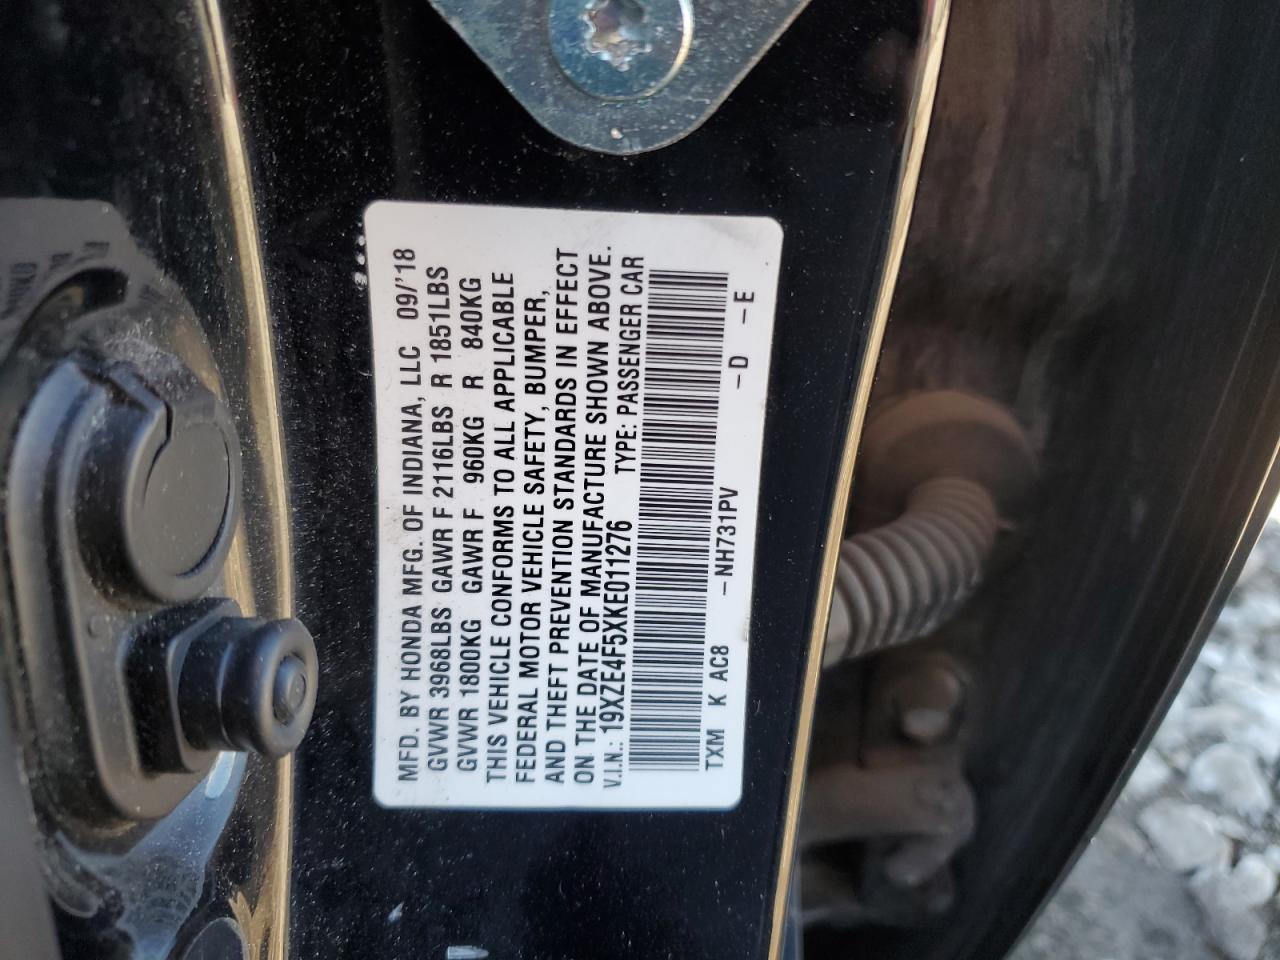 MFD. BY HONDA MFG. OF INDIANA, LLC 09/'18
GVWR 3968LBS GAWR F 2116LBS R 1851LBS
GVWR 1800KG GAWR F 960KG R 840KG
THIS VEHICLE CONFORMS TO ALL APPLICABLE
FEDERAL MOTOR VEHICLE SAFETY, BUMPER,
AND THEFT PREVENTION STANDARDS IN EFFECT
ON THE DATE OF MANUFACTURE SHOWN ABOVE.
V.I.N.: 19XZE4F5XKE011276 TYPE: PASSENGER CAR
TXM K AC8 -NH731PV -D -E